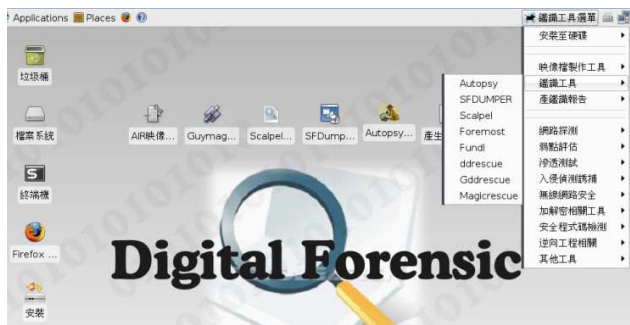 Applications Places 鑑識工具選單
垃圾桶
檔案系統
終端機
Firefox ...
安裝
AIR映像... Guymag... Scalpel... SFDump... Autopsy...
Digital Forensic
Autopsy
SFDUMPER
Scalpel
Foremost
Fundl
ddrescue
Gddrescue
Magicrescue
安裝至硬碟
映像檔製作工具
鑑識工具
產鑑識報告
網路探測
弱點評估
滲透測試
入侵偵測誘捕
無線網路安全
加解密相關工具
安全程式碼檢測
逆向工程相關
其他工具